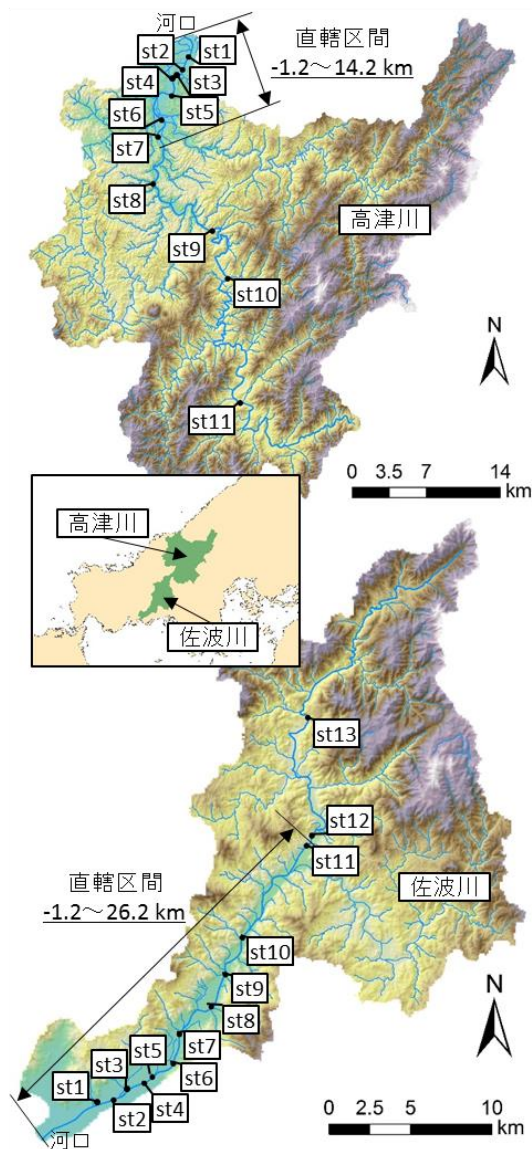 河口
st1
st2
st3
st4
st5
st6
st7
st8
st9
st10
st11
直轄区間
-1.2～14.2 km
高津川
N
0 3.5 7 14
km
高津川
佐波川
st13
st12
st11
直轄区間
-1.2～26.2 km
佐波川
st10
st9
st8
st7
st6
st5
st4
st3
st2
st1
河口
N
0 2.5 5 10
km